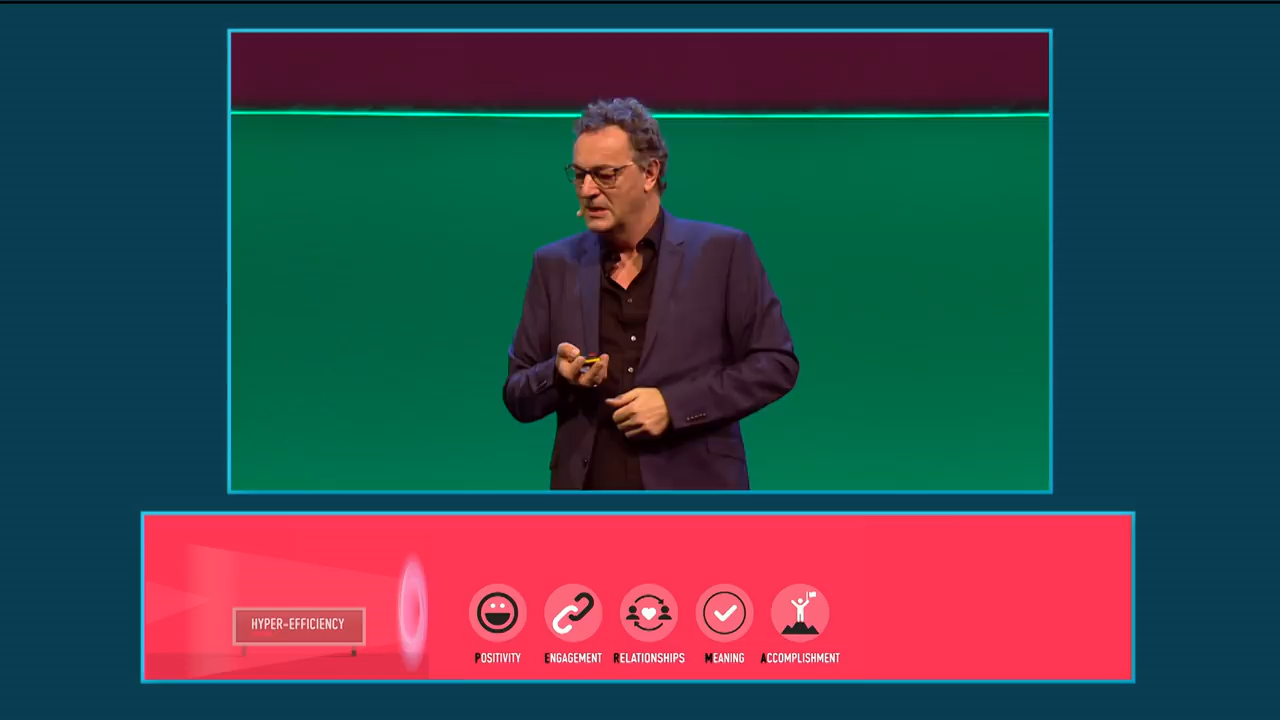 HYPER-EFFICIENCY
POSITIVITY
ENGAGEMENT
RELATIONSHIPS
MEANING
ACCOMPLISHMENT